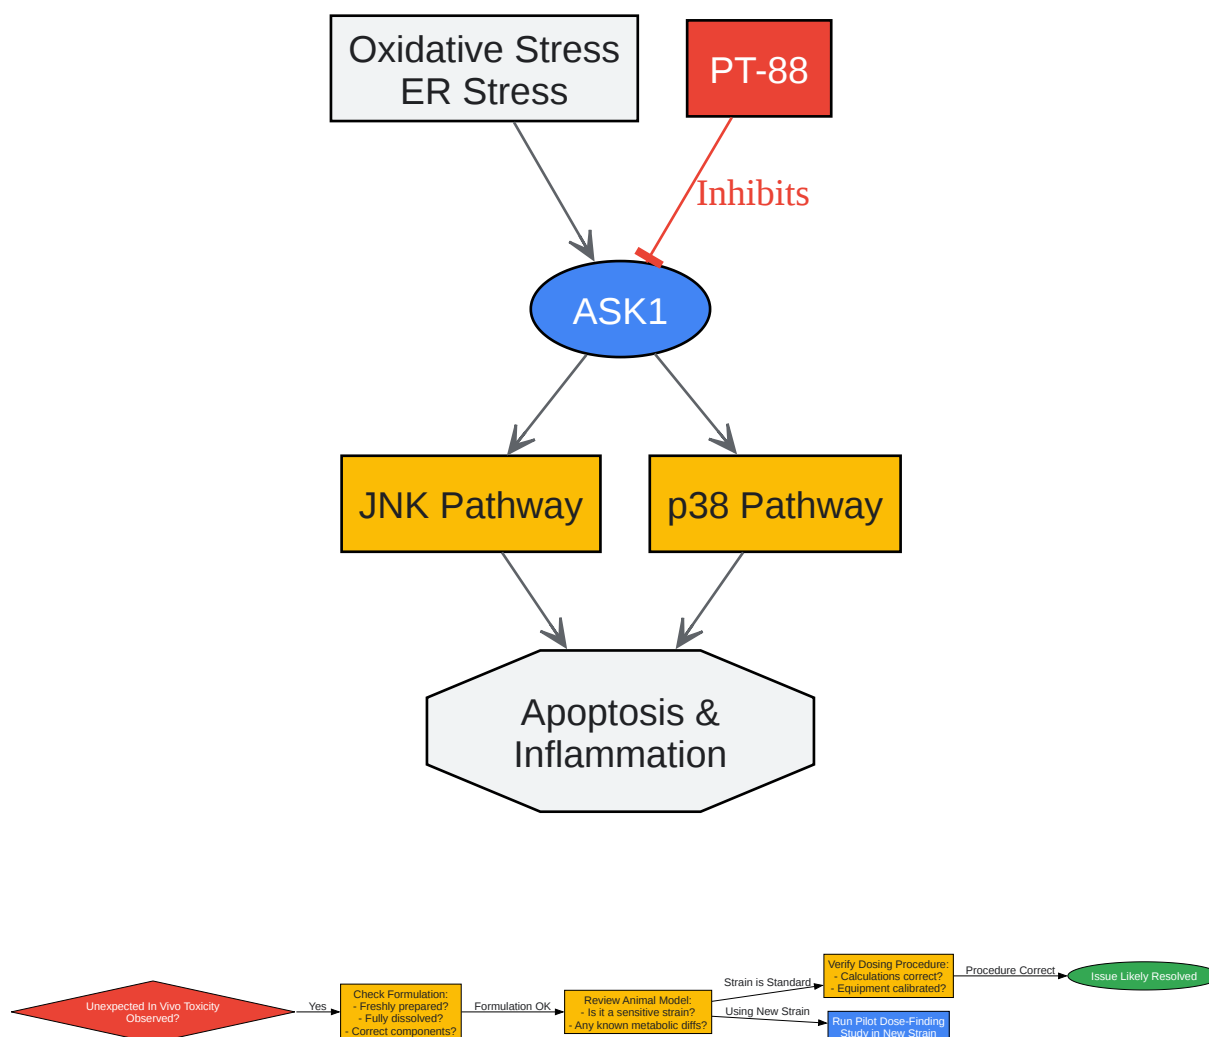 Oxidative Stress
ER Stress
PT-88
Inhibits
ASK1
JNK Pathway
p38 Pathway
Apoptosis &
Inflammation
Unexpected In Vivo Toxicity
Observed?
Yes
Check Formulation:
- Freshly prepared?
- Fully dissolved?
- Correct components?
Formulation OK
Review Animal Model:
- Is it a sensitive strain?
- Any known metabolic diffs?
Strain is Standard
Using New Strain
Verify Dosing Procedure:
- Calculations correct?
- Equipment calibrated?
Procedure Correct
Issue Likely Resolved
Run Pilot Dose-Finding
Study in New Strain